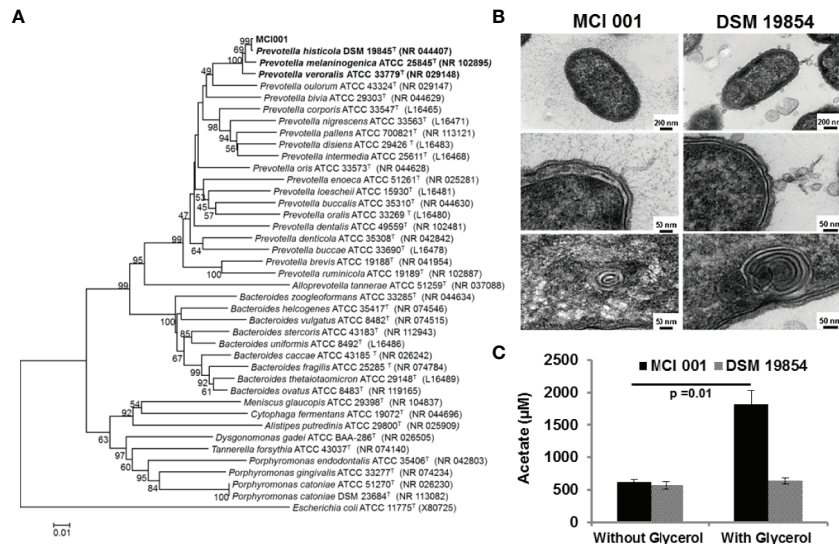 A
99
MCI001
69
Prevotella histicola DSM 19845ᵀ (NR 044407)
100
Prevotella melaninogenica ATCC 25845ᵀ (NR 102895)
Prevotella veroralis ATCC 33779ᵀ (NR 029148)
49
Prevotella oulorum ATCC 43324ᵀ (NR 029147)
Prevotella bivia ATCC 29303ᵀ (NR 044629)
Prevotella corporis ATCC 33547ᵀ (L16465)
98
Prevotella nigrescens ATCC 33563ᵀ (L16471)
94
Prevotella pallens ATCC 700821ᵀ (NR 113121)
Prevotella disiens ATCC 29426ᵀ (L16483)
56
Prevotella intermedia ATCC 25611ᵀ (L16468)
Prevotella oris ATCC 33573ᵀ (NR 044628)
Prevotella enoeca ATCC 51261ᵀ (NR 025281)
53
Prevotella loescheii ATCC 15930ᵀ (L16481)
45
Prevotella buccalis ATCC 35310ᵀ (NR 044630)
57
Prevotella oralis ATCC 33269ᵀ (L16480)
47
Prevotella dentalis ATCC 49559ᵀ (NR 102481)
99
Prevotella denticola ATCC 35308ᵀ (NR 042842)
64
Prevotella buccae ATCC 33690ᵀ (L16478)
95
Prevotella brevis ATCC 19188ᵀ (NR 041954)
100
Prevotella ruminicola ATCC 19189ᵀ (NR 102887)
99
Alloprevotella tannerae ATCC 51259ᵀ (NR 037088)
Bacteroides zoogleoformans ATCC 33285ᵀ (NR 044634)
Bacteroides helcogenes ATCC 35417ᵀ (NR 074546)
100
Bacteroides vulgatus ATCC 8482ᵀ (NR 074515)
85
Bacteroides stercoris ATCC 43183ᵀ (NR 112943)
Bacteroides uniformis ATCC 8492ᵀ (L16486)
67
Bacteroides caccae ATCC 43185ᵀ (NR 026242)
99
Bacteroides fragilis ATCC 25285ᵀ (NR 074784)
92
Bacteroides thetaiotaomicron ATCC 29148ᵀ (L16489)
61
Bacteroides ovatus ATCC 8483ᵀ (NR 119165)
54
Meniscus glaucopis ATCC 29398ᵀ (NR 104837)
92
Cytophaga fermentans ATCC 19072ᵀ (NR 044696)
Alistipes putredinis ATCC 29800ᵀ (NR 025909)
63
Dysgonomonas gadei ATCC BAA-286ᵀ (NR 026505)
97
Tannerella forsythia ATCC 43037ᵀ (NR 074140)
60
Porphyromonas endodontalis ATCC 35406ᵀ (NR 042803)
95
Porphyromonas gingivalis ATCC 33277ᵀ (NR 074234)
84
Porphyromonas catoniae ATCC 51270ᵀ (NR 026230)
100
Porphyromonas catoniae DSM 23684ᵀ (NR 113082)
Escherichia coli ATCC 11775ᵀ (X80725)
0.01
B
MCI 001 DSM 19854
200 nm 200 nm
50 nm 50 nm
50 nm 50 nm
C
MCI 001 DSM 19854
p =0.01
Acetate (µM)
2500
2000
1500
1000
500
0
Without Glycerol With Glycerol